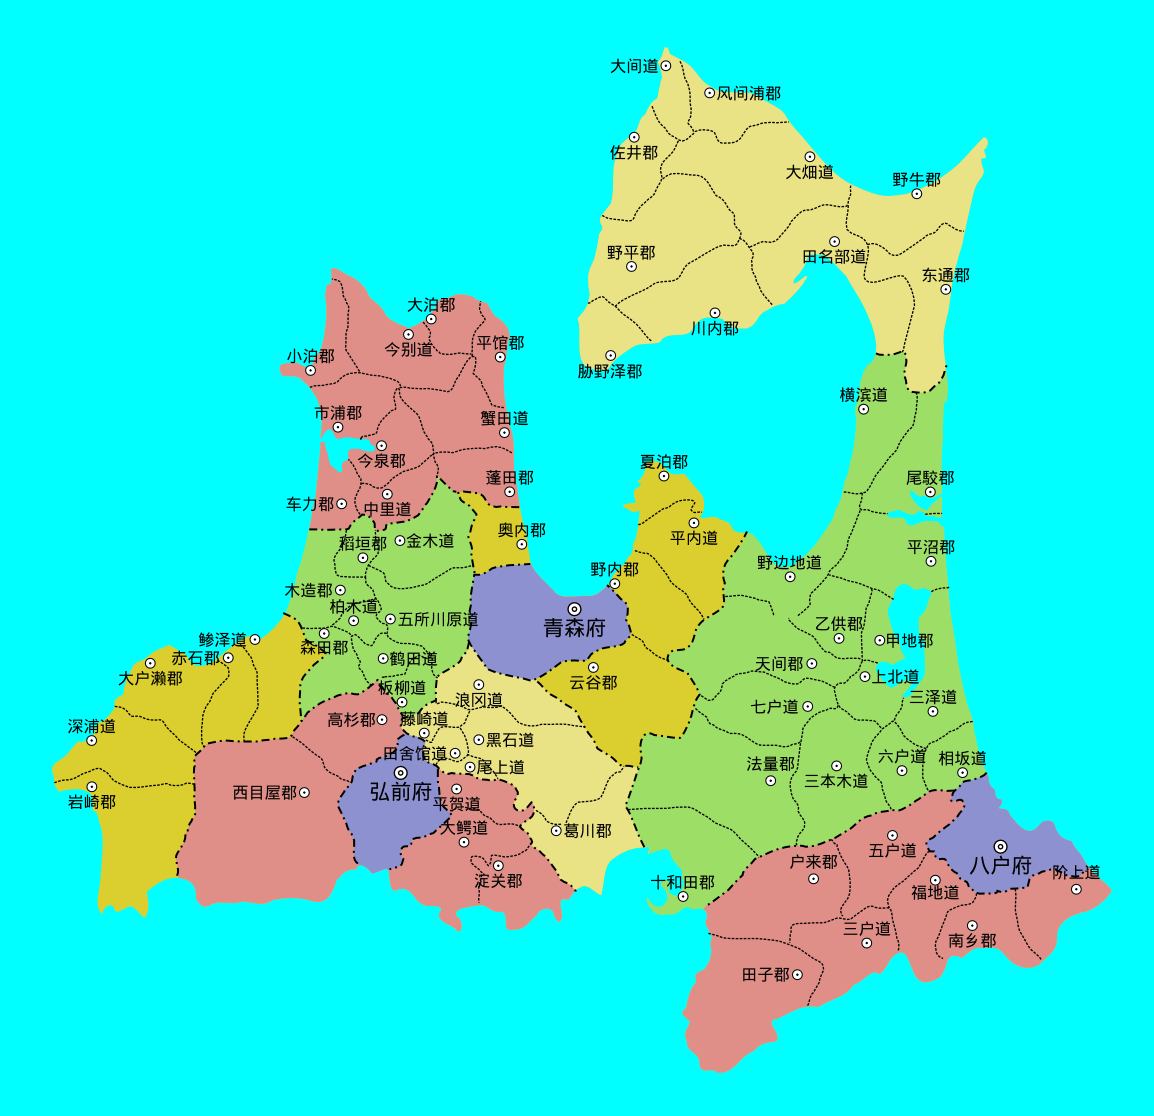 大间道
风间浦郡
佐井郡
大畑道
野牛郡
野平郡
田名部道
东通郡
川内郡
胁野泽郡
大泊郡
今别道
平馆郡
小泊郡
横滨道
市浦郡
蟹田道
今泉郡
夏泊郡
蓬田郡
尾駮郡
车力郡
中里道
奥内郡
平内道
稻垣郡
金木道
平沼郡
野边地道
野内郡
木造郡
柏木道
五所川原道
青森府
乙供郡
甲地郡
鲹泽道
森田郡
赤石郡
鹤田道
天间郡
大户濑郡
云谷郡
上北道
板柳道
浪冈道
三泽道
七户道
高杉郡
藤崎道
深浦道
黑石道
田舍馆道
六户道
相坂道
尾上道
法量郡
三本木道
西目屋郡
弘前府
岩崎郡
平贺道
大鳄道
葛川郡
五户道
户来郡
八户府
阶上道
淀关郡
十和田郡
福地道
三户道
南乡郡
田子郡